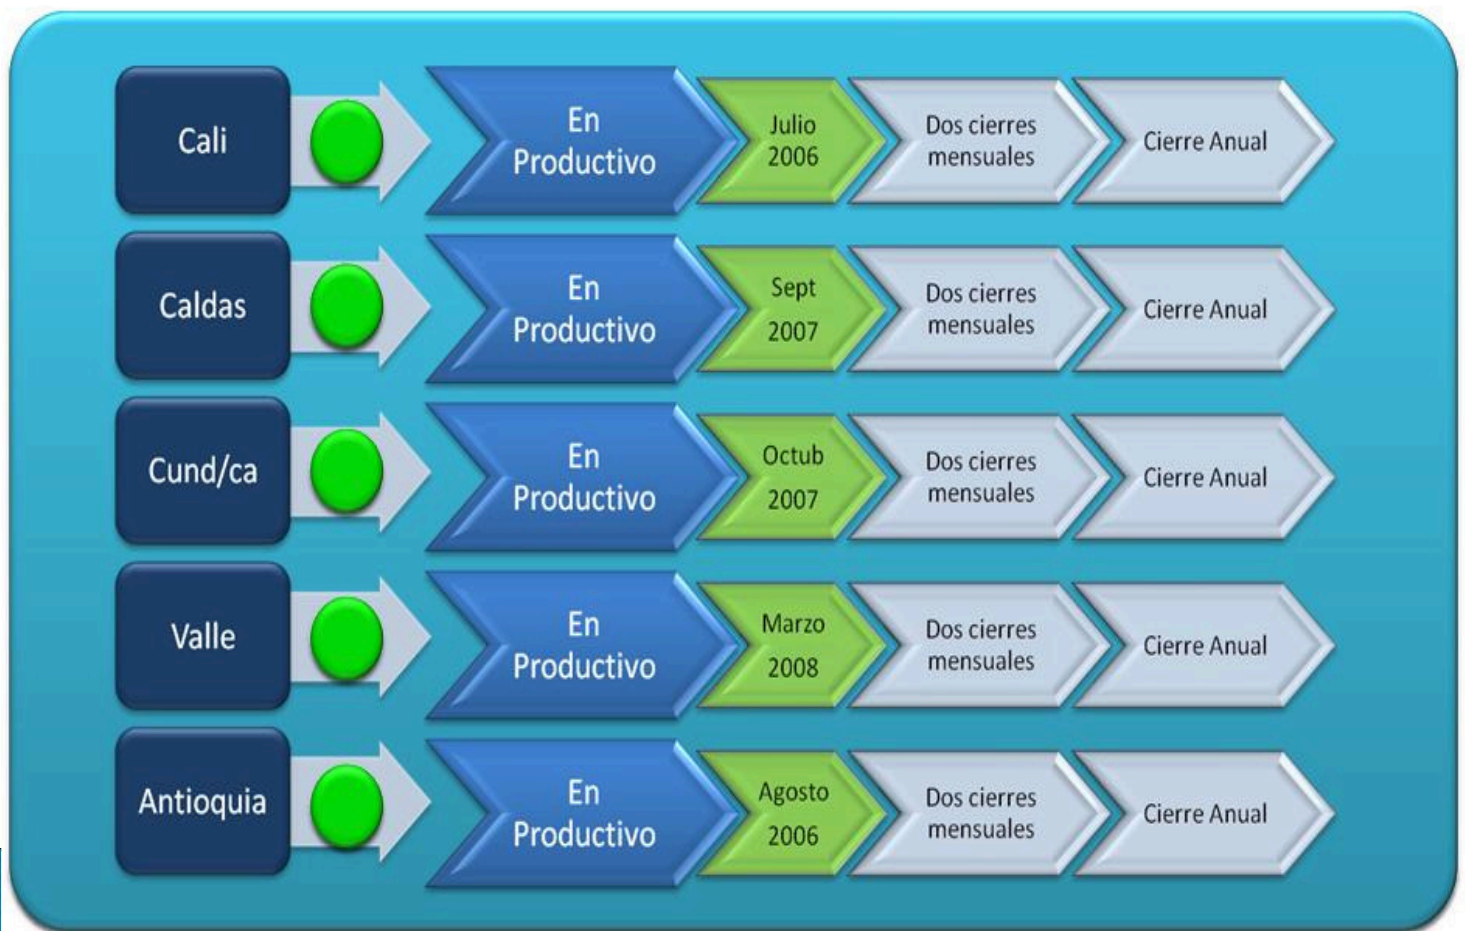 Cali
En
Productivo
Julio
2006
Dos cierres
mensuales
Cierre Anual
Caldas
En
Productivo
Sept
2007
Dos cierres
mensuales
Cierre Anual
Cund/ca
En
Productivo
Octub
2007
Dos cierres
mensuales
Cierre Anual
Valle
En
Productivo
Marzo
2008
Dos cierres
mensuales
Cierre Anual
Antioquia
En
Productivo
Agosto
2006
Dos cierres
mensuales
Cierre Anual